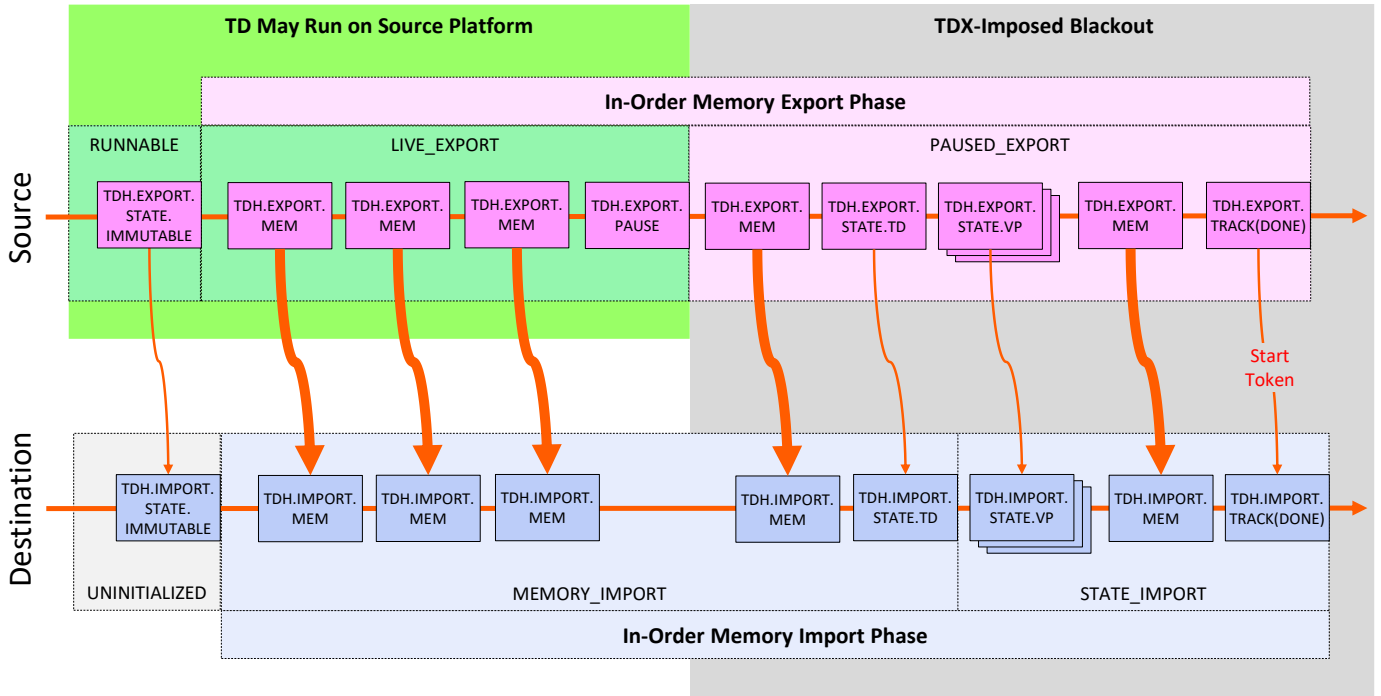 TD May Run on Source Platform
TDX-Imposed Blackout
In-Order Memory Export Phase
RUNNABLE
LIVE_EXPORT
PAUSED_EXPORT
Source
TDH.EXPORT.
STATE.
IMMUTABLE
TDH.EXPORT.
MEM
TDH.EXPORT.
MEM
TDH.EXPORT.
MEM
TDH.EXPORT.
PAUSE
TDH.EXPORT.
MEM
TDH.EXPORT.
STATE.TD
TDH.EXPORT.
STATE.VP
TDH.EXPORT.
MEM
TDH.EXPORT.
TRACK(DONE)
Start
Token
Destination
TDH.IMPORT.
STATE.
IMMUTABLE
TDH.IMPORT.
MEM
TDH.IMPORT.
MEM
TDH.IMPORT.
MEM
TDH.IMPORT.
MEM
TDH.IMPORT.
STATE.TD
TDH.IMPORT.
STATE.VP
TDH.IMPORT.
MEM
TDH.IMPORT.
TRACK(DONE)
UNINITIALIZED
MEMORY_IMPORT
STATE_IMPORT
In-Order Memory Import Phase